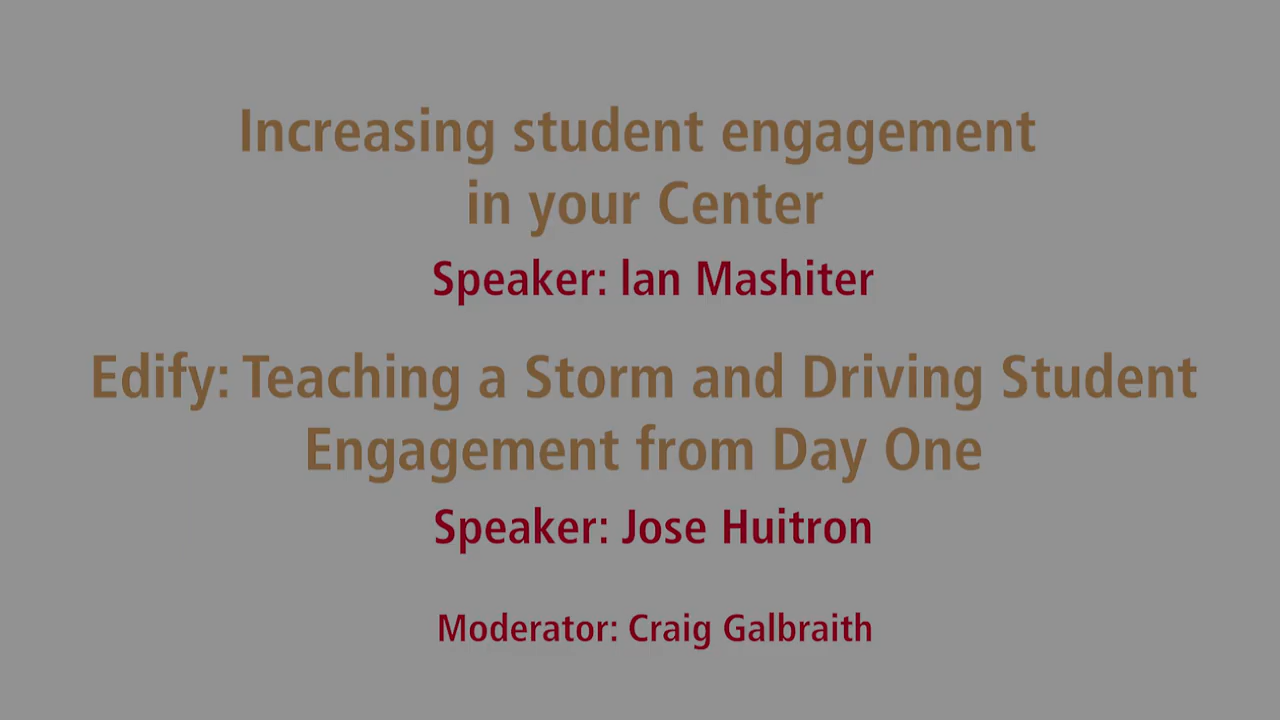 Increasing student engagement
in your Center
Speaker: Ian Mashiter
Edify: Teaching a Storm and Driving Student
Engagement from Day One
Speaker: Jose Huitron
Moderator: Craig Galbraith